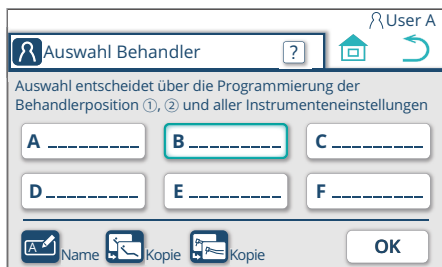 User A
Auswahl Behandler ?
Auswahl entscheidet über die Programmierung der
Behandlerposition ①, ② und aller Instrumenteneinstellungen
A _________ B _________ C _________
D _________ E _________ F _________
A Name Kopie Kopie OK